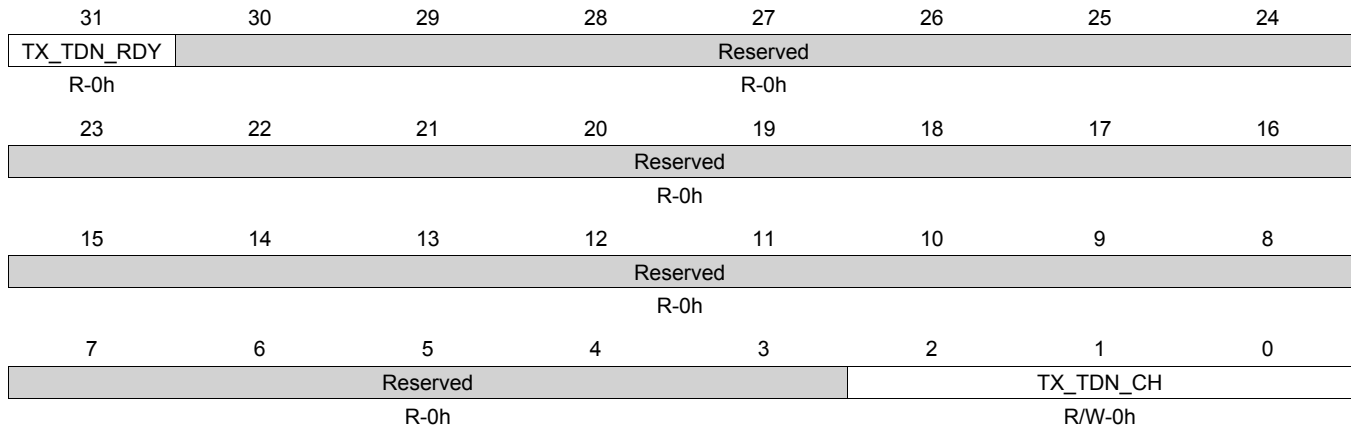 31 30 29 28 27 26 25 24
TX_TDN_RDY Reserved
R-0h R-0h
23 22 21 20 19 18 17 16
Reserved
R-0h
15 14 13 12 11 10 9 8
Reserved
R-0h
7 6 5 4 3 2 1 0
Reserved TX_TDN_CH
R-0h R/W-0h